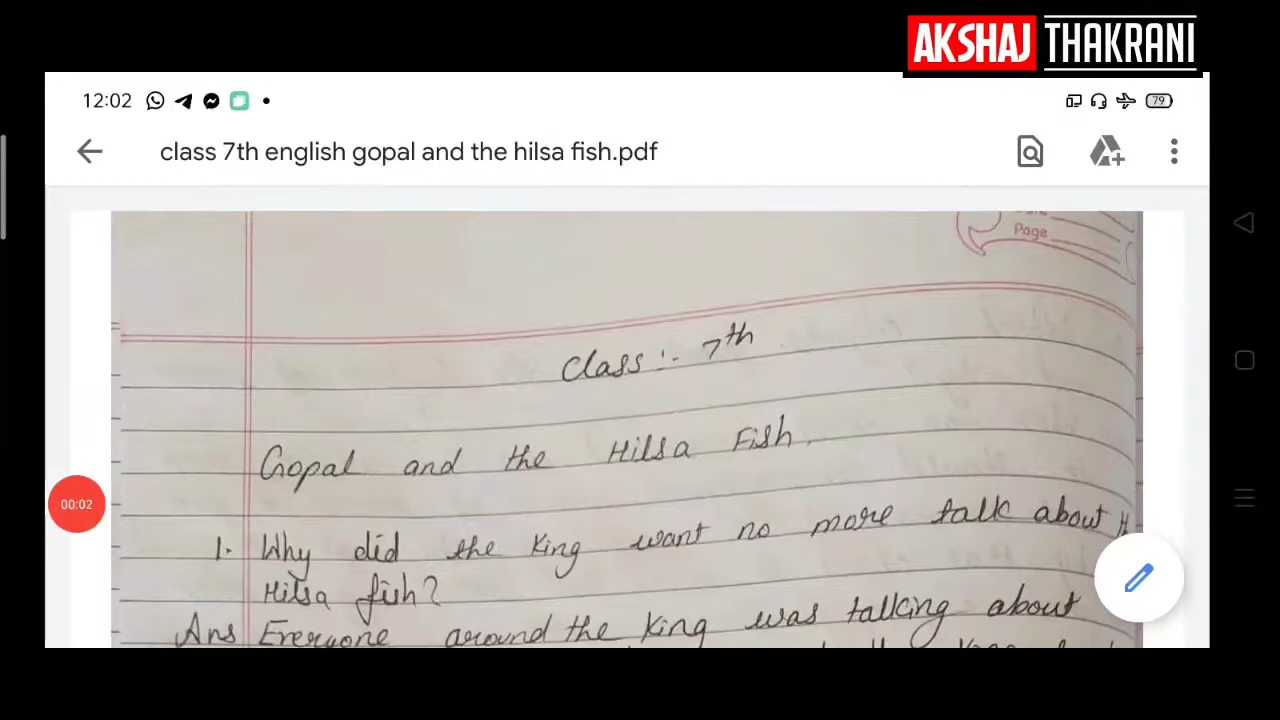 AKSHAJ THAKRANI
12:02
79
class 7th english gopal and the hilsa fish.pdf
Page
Class :- 7th
Gopal and the Hilsa Fish.
1. Why did the King want no more talk about
Hilsa fish?
00:02
Ans Everyone around the King was talking about